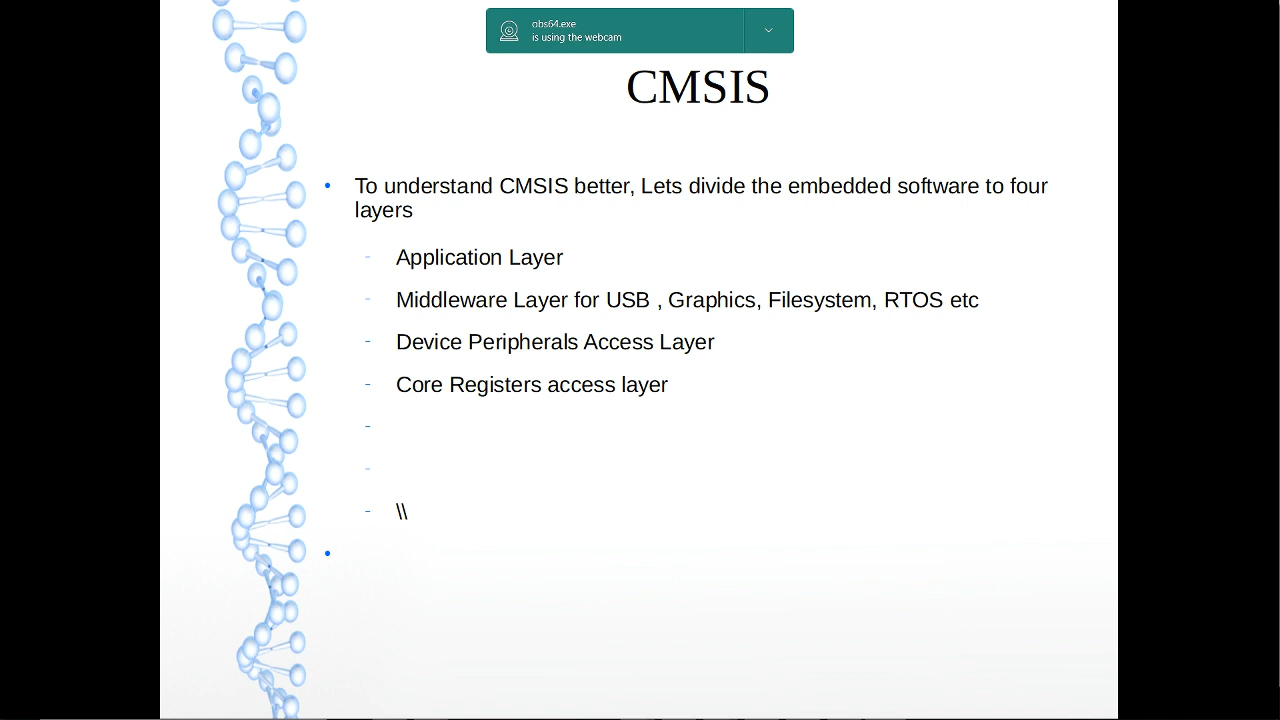 obs64.exe
is using the webcam
CMSIS
To understand CMSIS better, Lets divide the embedded software to four
layers
Application Layer
Middleware Layer for USB , Graphics, Filesystem, RTOS etc
Device Peripherals Access Layer
Core Registers access layer
\\